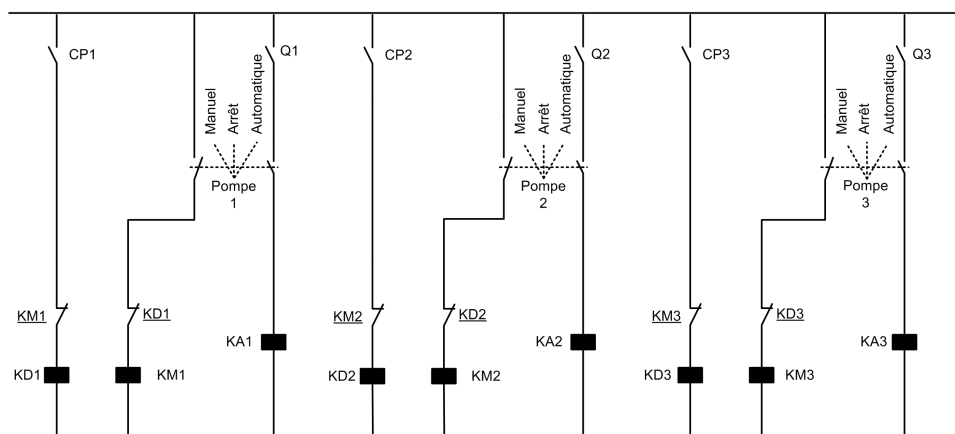 CP1
Q1
Manuel
Arrêt
Automatique
Pompe
1
KM1
KD1
KA1
KD1
KM1
CP2
Q2
Manuel
Arrêt
Automatique
Pompe
2
KM2
KD2
KA2
KD2
KM2
CP3
Q3
Manuel
Arrêt
Automatique
Pompe
3
KM3
KD3
KA3
KD3
KM3